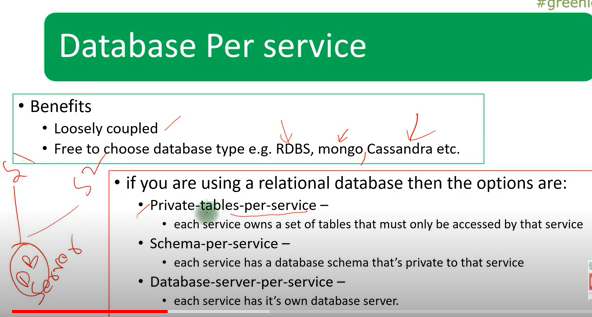 #greenl
Database Per service
• Benefits
• Loosely coupled
• Free to choose database type e.g. RDBS, mongo,Cassandra etc.
• if you are using a relational database then the options are:
• Private-tables-per-service –
• each service owns a set of tables that must only be accessed by that service
• Schema-per-service –
• each service has a database schema that's private to that service
• Database-server-per-service –
• each service has it's own database server.
DB
Server